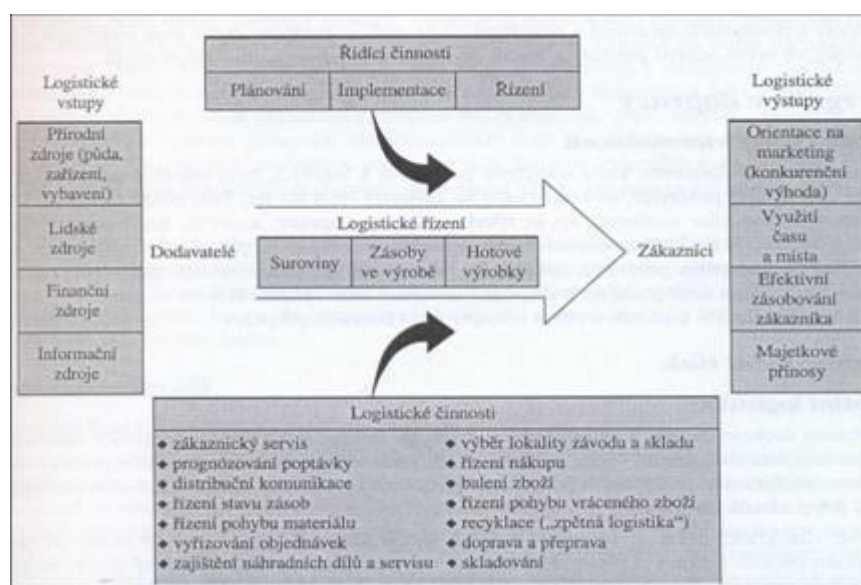 Řídící činnosti
Plánování
Implementace
Řízení
Logistické
vstupy
Přírodní
zdroje (půda,
zařízení,
vybavení)
Lidské
zdroje
Finanční
zdroje
Informační
zdroje
Dodavatelé
Logistické řízení
Suroviny
Zásoby
ve výrobě
Hotové
výrobky
Zákazníci
Logistické
výstupy
Orientace na
marketing
(konkurenční
výhoda)
Využití
času
a místa
Efektivní
zásobování
zákazníka
Majetkové
přínosy
Logistické činnosti
◆ zákaznický servis
◆ prognózování poptávky
◆ distribuční komunikace
◆ řízení stavu zásob
◆ řízení pohybu materiálu
◆ vyřizování objednávek
◆ zajištění náhradních dílů a servisu
◆ výběr lokality závodu a skladu
◆ řízení nákupu
◆ balení zboží
◆ řízení pohybu vráceného zboží
◆ recyklace („zpětná logistika“)
◆ doprava a přeprava
◆ skladování